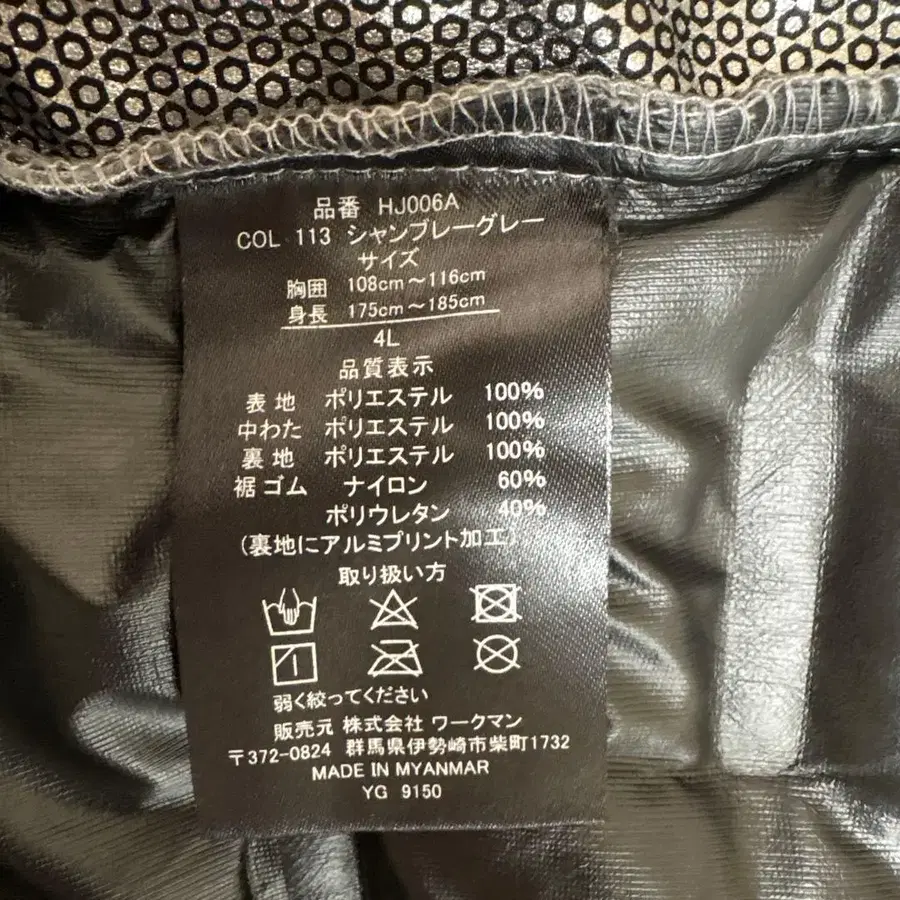 品番 HJ006A
COL 113 シャンブレーグレー
サイズ
胸囲 108cm～116cm
身長 175cm～185cm
4L
品質表示
表地 ポリエステル 100%
中わた ポリエステル 100%
裏地 ポリエステル 100%
裾ゴム ナイロン 60%
ポリウレタン 40%
(裏地にアルミプリント加工)
取り扱い方
弱く絞ってください
販売元 株式会社 ワークマン
〒372-0824 群馬県伊勢崎市柴町1732
MADE IN MYANMAR
YG 9150